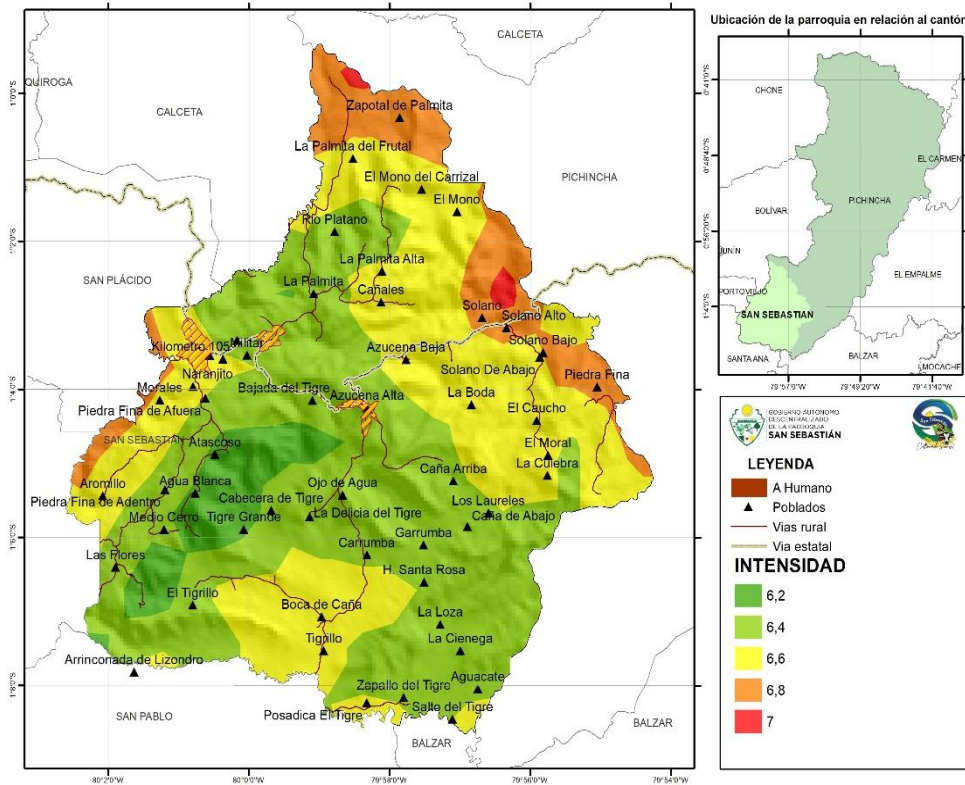 CALCETA
QUIROGA
CALCETA
PICHINCHA
SAN PLÁCIDO
SAN PABLO
BALZAR
BALZAR
1°0'0"S
1°2'0"S
1°4'0"S
1°6'0"S
1°8'0"S
80°2'0"W
80°0'0"W
79°58'0"W
79°56'0"W
79°54'0"W
Zapotal de Palmita
La Palmita del Frutal
El Mono del Carrizal
El Mono
Rio Platano
La Palmita Alta
La Palmita
Cañales
Solano
Solano Alto
Kilometro 105
Militar
Azucena Baja
Solano Bajo
Naranjito
Solano De Abajo
Piedra Fina
Morales
Bajada del Tigre
Azucena Alta
La Boda
Piedra Fina de Afuera
El Caucho
SAN SEBASTIÁN
Atascoso
El Moral
La Culebra
Aromillo
Agua Blanca
Ojo de Agua
Caña Arriba
Piedra Fina de Adentro
Cabecera de Tigre
Los Laureles
Medio Cerro
Tigre Grande
La Delicia del Tigre
Caña de Abajo
Garrumba
Las Flores
Carrumba
El Tigrillo
H. Santa Rosa
Boca de Caña
La Loza
Tigrillo
La Cienega
Arrinconada de Lizondro
Zapallo del Tigre
Aguacate
Posadica El Tigre
Salte del Tigre
Ubicación de la parroquia en relación al cantón
0°41'0"S
0°48'40"S
0°56'20"S
1°4'0"S
CHONE
EL CARMEN
PICHINCHA
BOLÍVAR
JUNÍN
EL EMPALME
PORTOVIEJO
SAN SEBASTIAN
SANTA ANA
BALZAR
MOCACHE
79°57'0"W
79°49'20"W
79°41'40"W
GOBIERNO AUTONOMO
DESCENTRALIZADO
DE LA PARROQUIA
SAN SEBASTIÁN
LEYENDA
A Humano
Poblados
Vias rural
Via estatal
INTENSIDAD
6,2
6,4
6,6
6,8
7